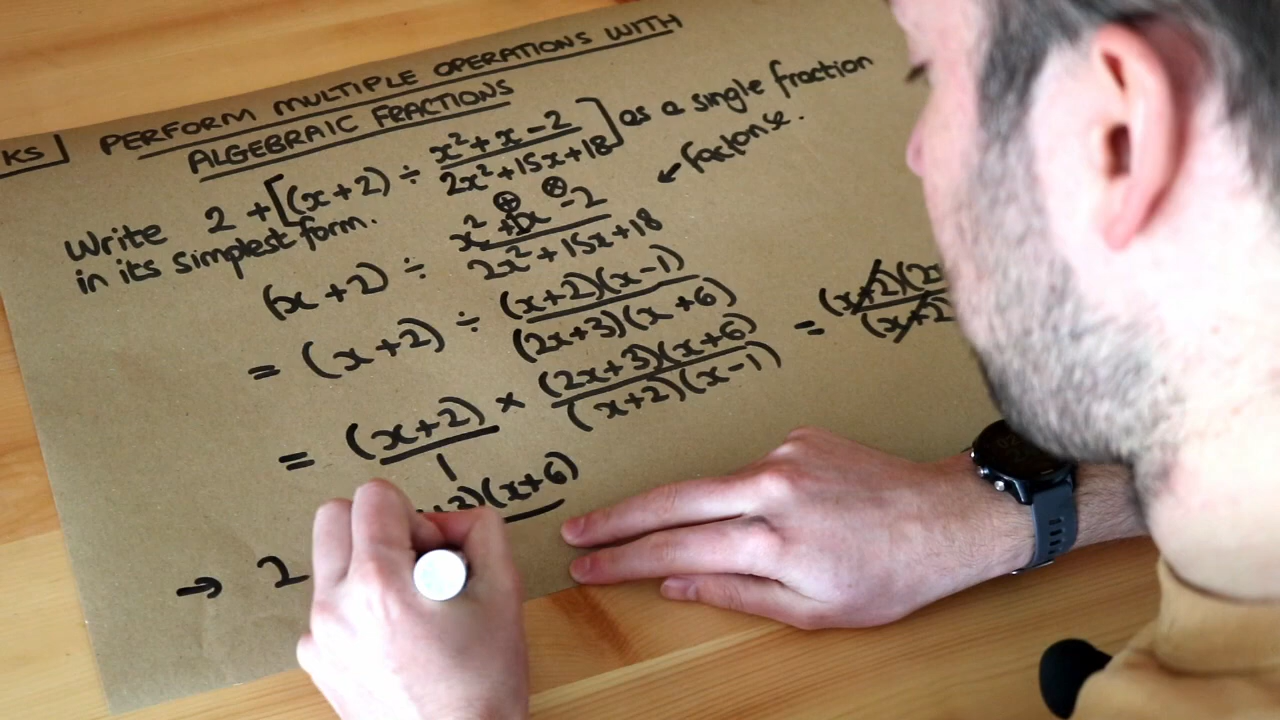 KS
PERFORM MULTIPLE OPERATIONS WITH
ALGEBRAIC FRACTIONS
Write 2 + [(x+2) ÷ (x² + x - 2)/(2x² + 15x + 18)] as a single fraction
in its simplest form.
(x+2) ÷ (x² + 1x - 2)/(2x² + 15x + 18) ⊕ ⊗ ← factorise.
= (x+2) ÷ (x+2)(x-1)/(2x+3)(x+6)
= (x+2)/1 × (2x+3)(x+6)/(x+2)(x-1) = (x+2)(2x/(x+2)
→ 2 +3)(x+6)